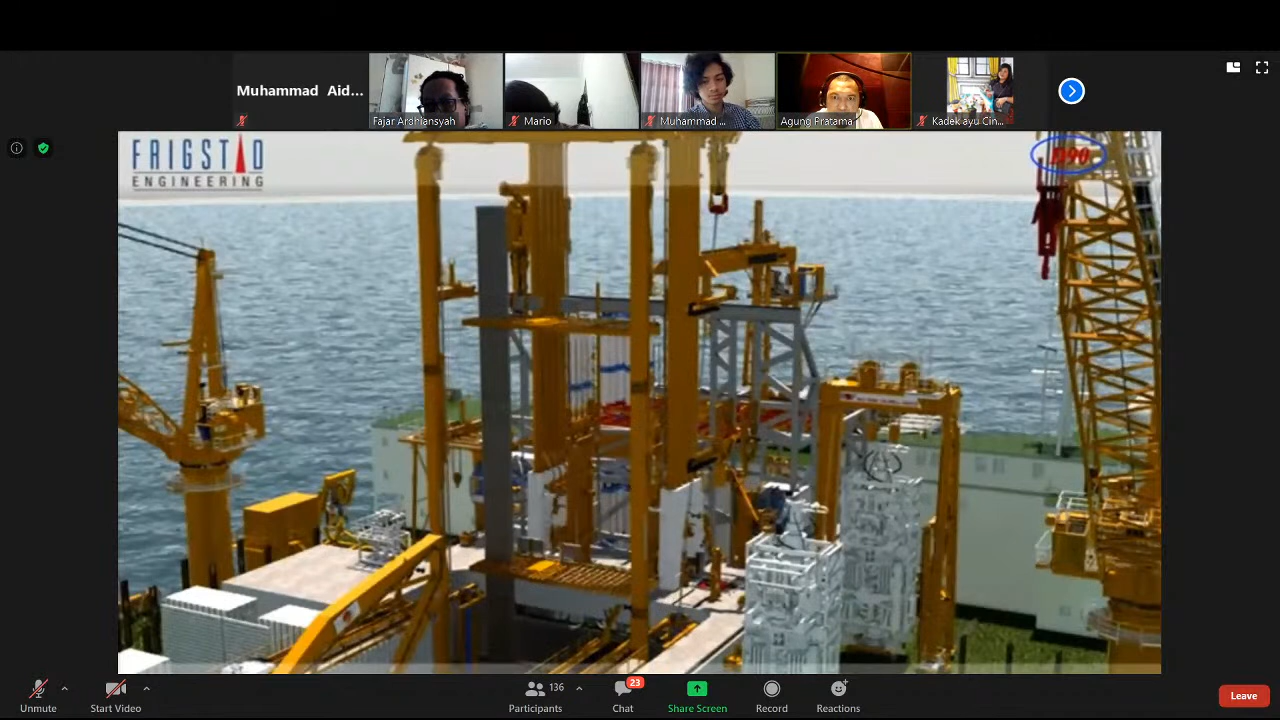 Muhammad Aid...
Fajar Ardhiansyah
Mario
Muhammad ...
Agung Pratama
Kadek ayu Cin...
FRIGSTAD
ENGINEERING
D90
Unmute
Start Video
136
Participants
23
Chat
Share Screen
Record
Reactions
Leave